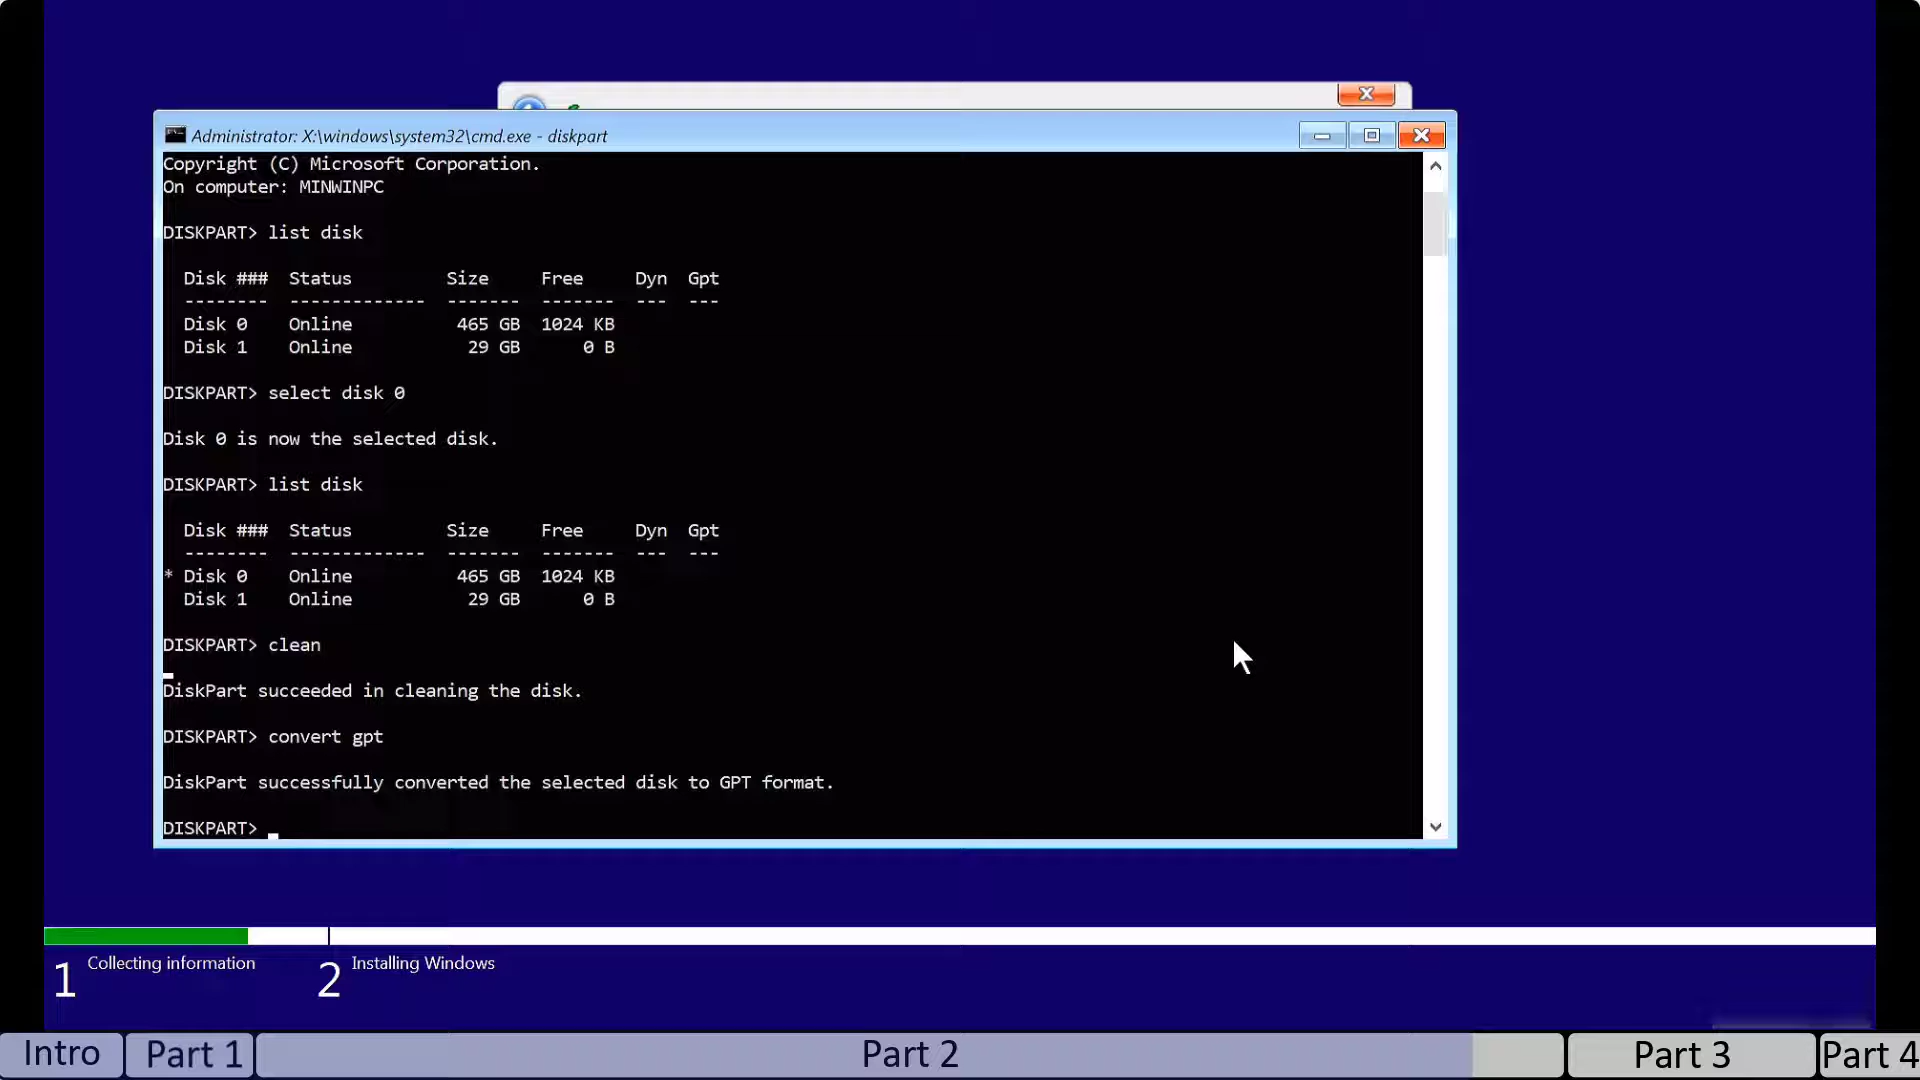 Administrator: X:\windows\system32\cmd.exe - diskpart
Copyright (C) Microsoft Corporation.
On computer: MINWINPC
DISKPART> list disk
Disk ### Status Size Free Dyn Gpt
-------- ------------- ------- ------- --- ---
Disk 0 Online 465 GB 1024 KB
Disk 1 Online 29 GB 0 B
DISKPART> select disk 0
Disk 0 is now the selected disk.
DISKPART> list disk
Disk ### Status Size Free Dyn Gpt
-------- ------------- ------- ------- --- ---
* Disk 0 Online 465 GB 1024 KB
Disk 1 Online 29 GB 0 B
DISKPART> clean
DiskPart succeeded in cleaning the disk.
DISKPART> convert gpt
DiskPart successfully converted the selected disk to GPT format.
DISKPART>
1 Collecting information
2 Installing Windows
Intro
Part 1
Part 2
Part 3
Part 4